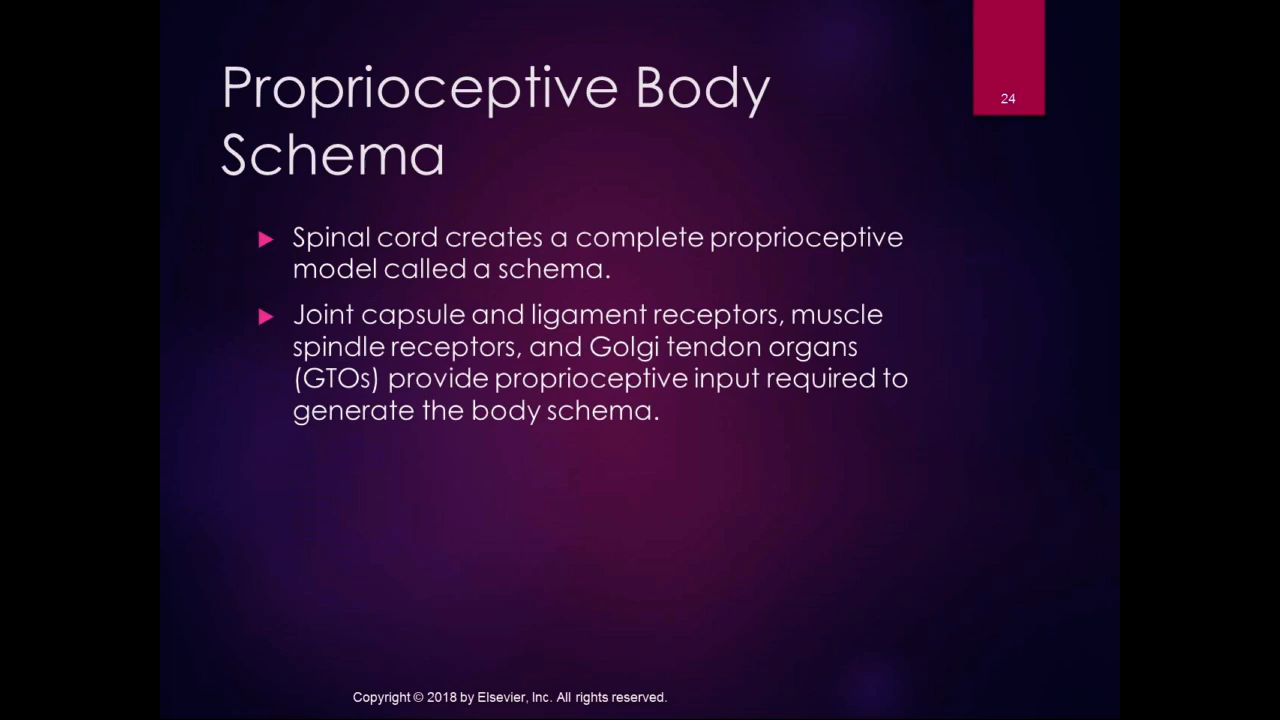 Proprioceptive Body
Schema
24
Spinal cord creates a complete proprioceptive
model called a schema.
Joint capsule and ligament receptors, muscle
spindle receptors, and Golgi tendon organs
(GTOs) provide proprioceptive input required to
generate the body schema.
Copyright © 2018 by Elsevier, Inc. All rights reserved.